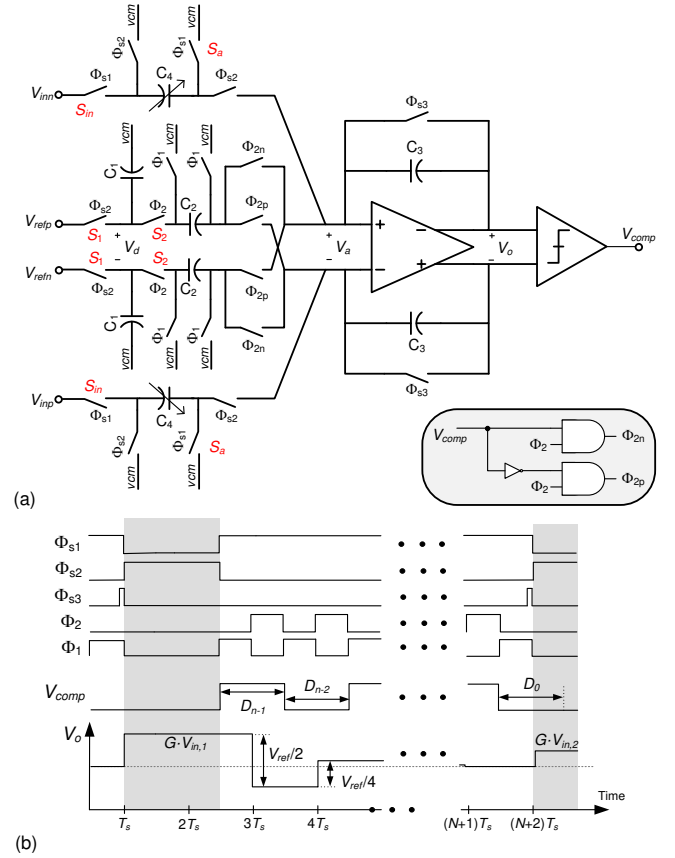 vcm
vcm
Φs2
Φs1
Sa
Φs1
C4
Φs2
Vinn
Sin
Φs3
vcm
vcm
vcm
C1
Φ1
Φ1
Φ2n
C3
Φs2
Φ2
C2
Φ2p
Vrefp
+
S1
Vd
S2
+
Va
+
−
+
Vo
Vcomp
S1
−
S2
−
−
+
−
Vrefn
Φs2
Φ2
C2
Φ2p
C1
Φ1
Φ1
Φ2n
C3
vcm
vcm
vcm
Φs3
Sin
Vinp
Φs1
C4
Φs2
Φs2
Φs1
Sa
vcm
vcm
Vcomp
Φ2
Φ2n
Φ2
Φ2p
(a)
Φs1
Φs2
Φs3
Φ2
Φ1
Vcomp
Dn-1
Dn-2
D0
Vo
G·Vin,1
Vref/2
Vref/4
G·Vin,2
Time
Ts
2Ts
3Ts
4Ts
(N+1)Ts
(N+2)Ts
(b)